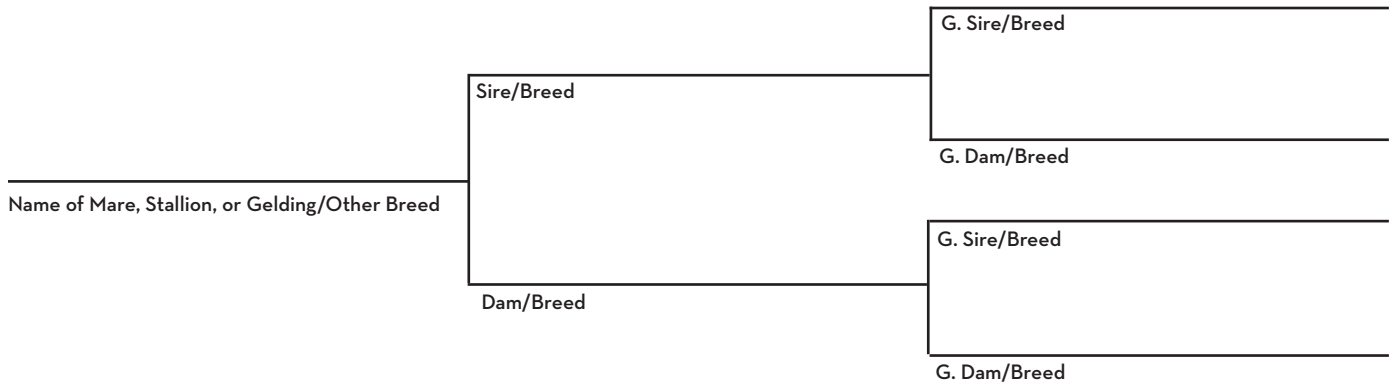 G. Sire/Breed
Sire/Breed
G. Dam/Breed
Name of Mare, Stallion, or Gelding/Other Breed
G. Sire/Breed
Dam/Breed
G. Dam/Breed